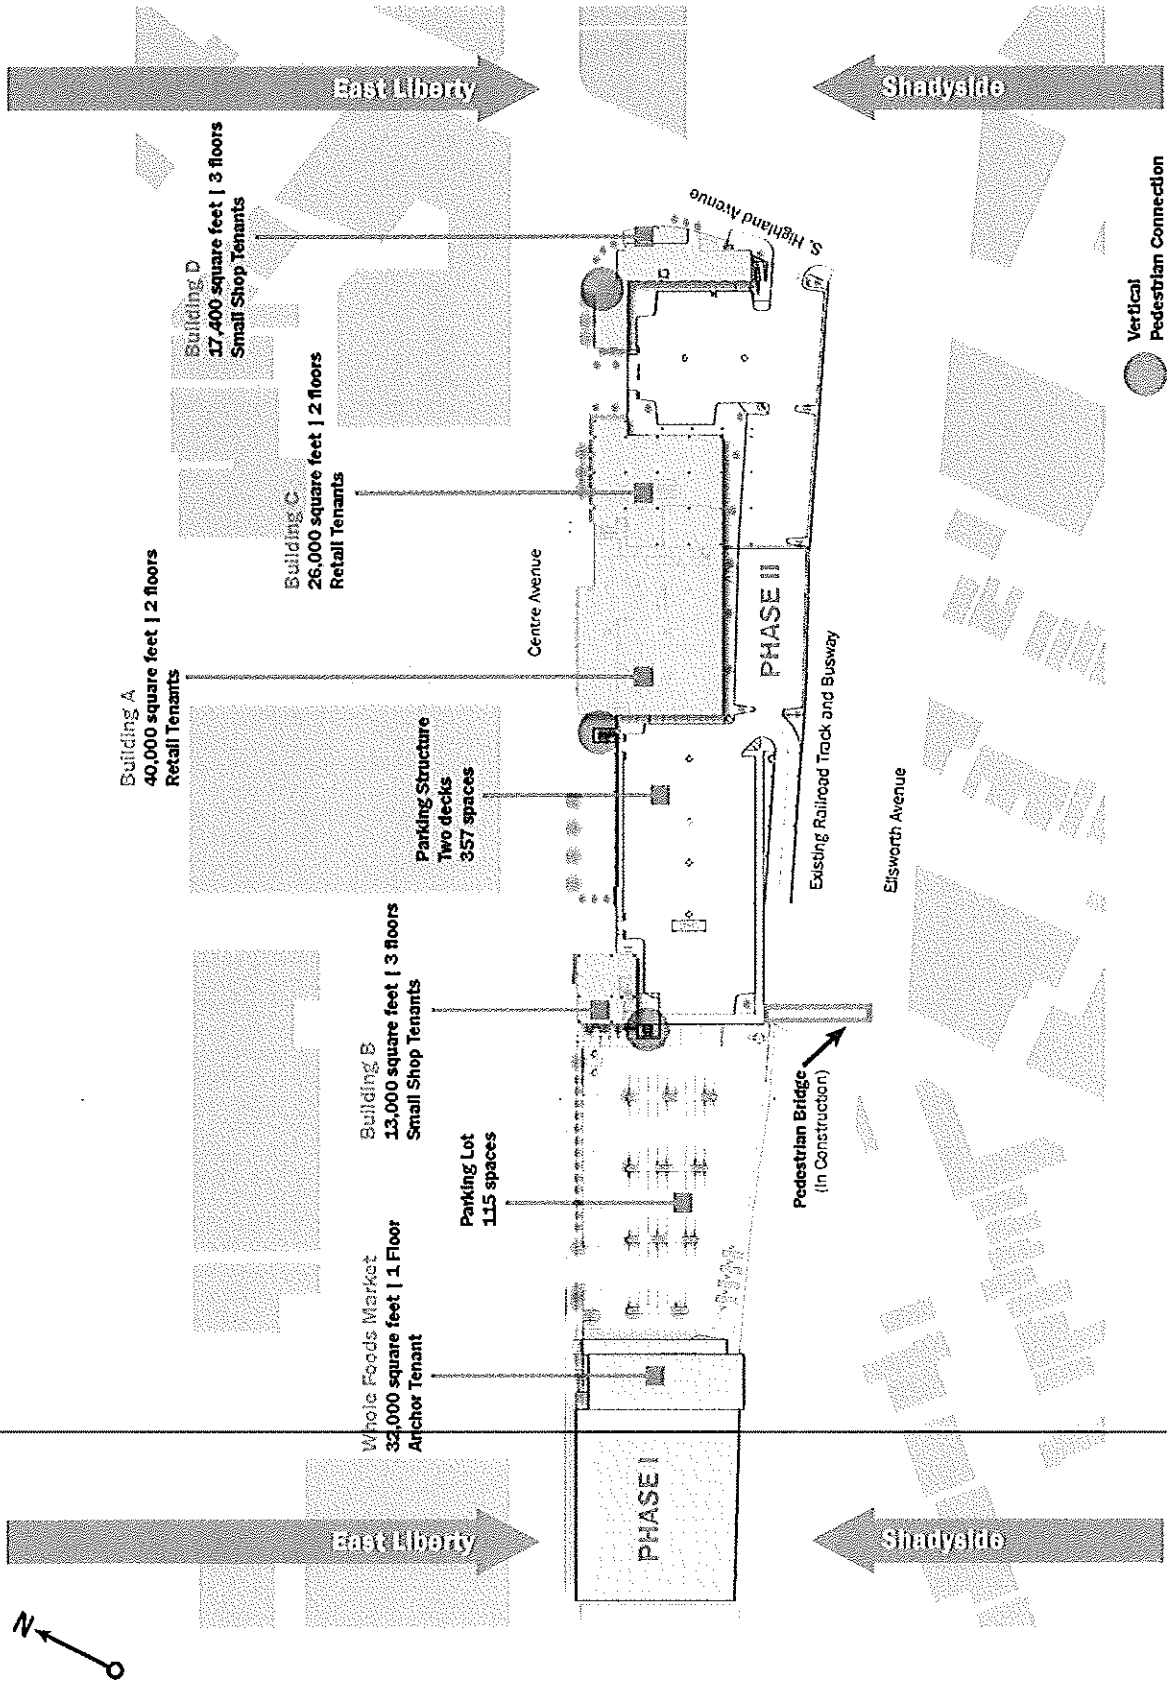 East Liberty
Shadyside
Building D
17,400 square feet | 3 floors
Small Shop Tenants
S. Highland Avenue
Building C
26,000 square feet | 2 floors
Retail Tenants
Vertical
Pedestrian Connection
Building A
40,000 square feet | 2 floors
Retail Tenants
Centre Avenue
PHASE II
Existing Railroad Track and Busway
Parking Structure
Two decks
357 spaces
Ellsworth Avenue
Building B
13,000 square feet | 3 floors
Small Shop Tenants
Pedestrian Bridge
(In Construction)
Parking Lot
115 spaces
Whole Foods Market
32,000 square feet | 1 Floor
Anchor Tenant
PHASE I
East Liberty
Shadyside
N